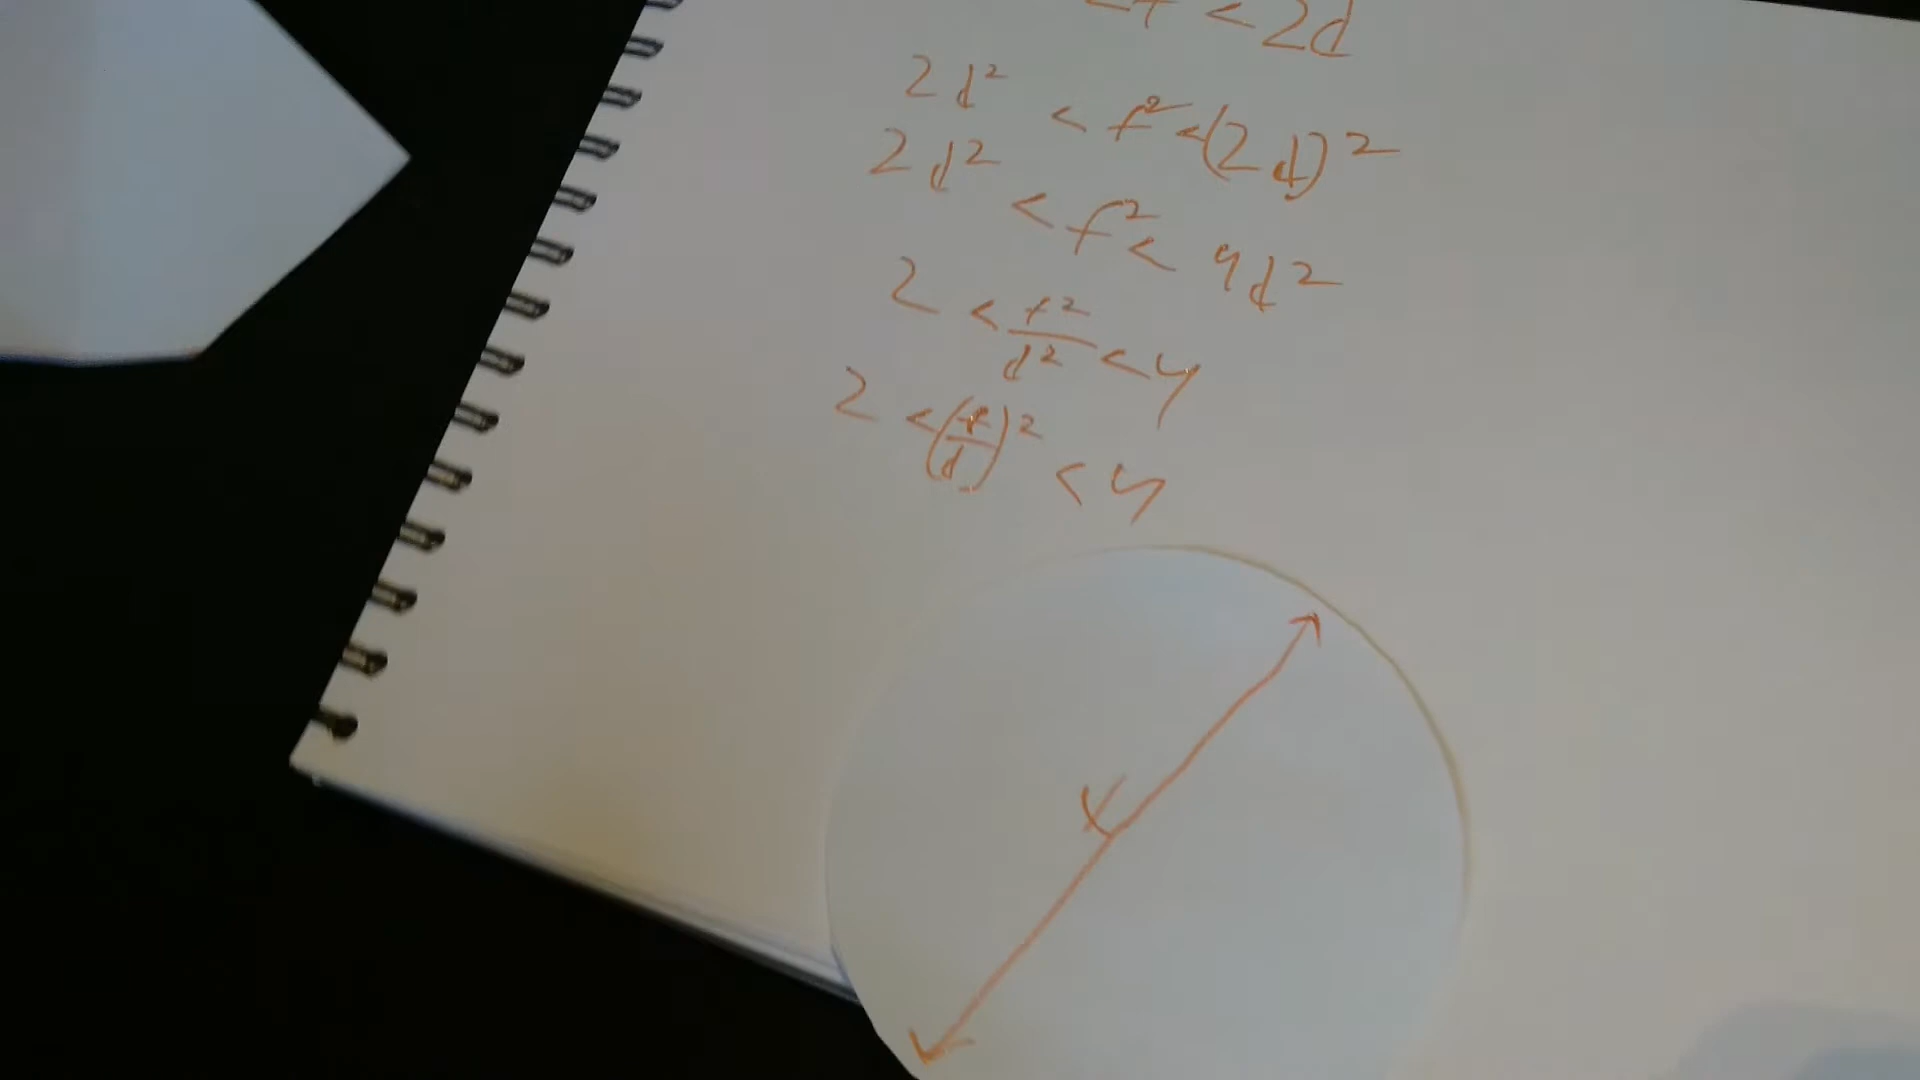 < 2d
2d² < f² < (2d)²
2d² < f² < 4d²
2 < f²/d² < 4
2 < (f/d)² < 4